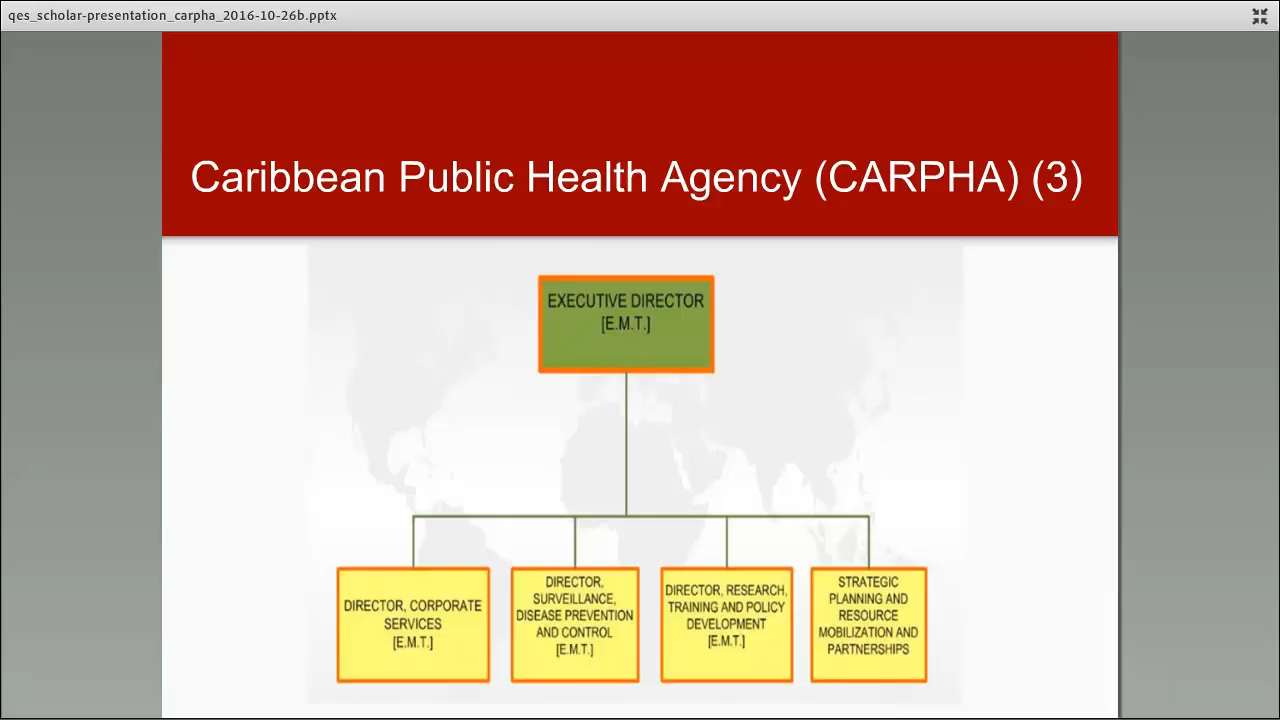 qes_scholar-presentation_carpha_2016-10-26b.pptx
Caribbean Public Health Agency (CARPHA) (3)
EXECUTIVE DIRECTOR
[E.M.T.]
DIRECTOR, CORPORATE
SERVICES
[E.M.T.]
DIRECTOR,
SURVEILLANCE,
DISEASE PREVENTION
AND CONTROL
[E.M.T.]
DIRECTOR, RESEARCH,
TRAINING AND POLICY
DEVELOPMENT
[E.M.T.]
STRATEGIC
PLANNING AND
RESOURCE
MOBILIZATION AND
PARTNERSHIPS